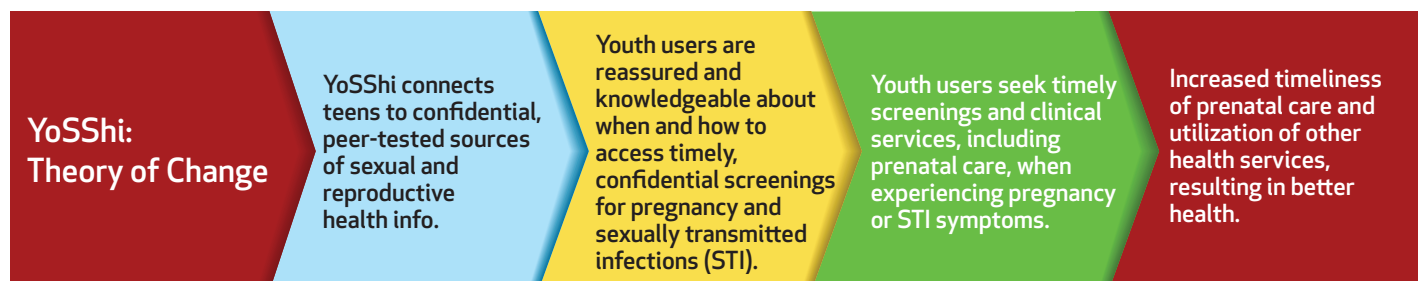 YoSShi:
Theory of Change
YoSShi connects
teens to confidential,
peer-tested sources
of sexual and
reproductive
health info.
Youth users are
reassured and
knowledgeable about
when and how to
access timely,
confidential screenings
for pregnancy and
sexually transmitted
infections (STI).
Youth users seek timely
screenings and clinical
services, including
prenatal care, when
experiencing pregnancy
or STI symptoms.
Increased timeliness
of prenatal care and
utilization of other
health services,
resulting in better
health.